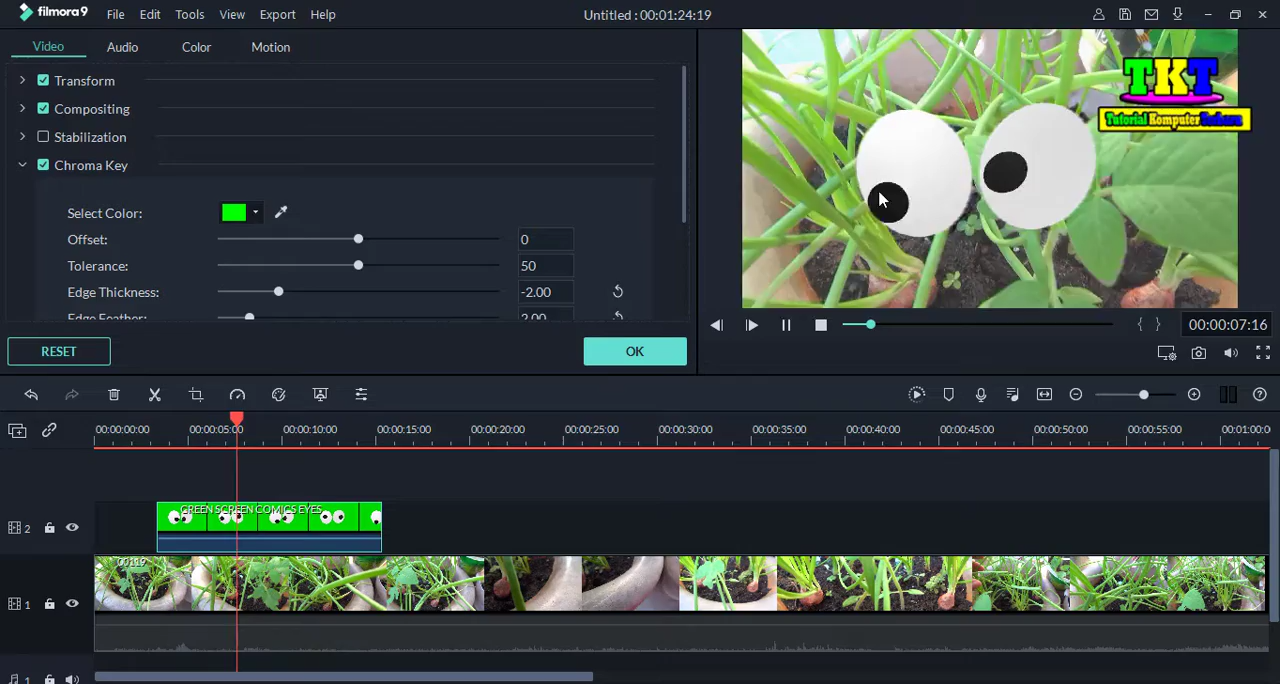 filmora9
File Edit Tools View Export Help
Untitled : 00:01:24:19
Video Audio Color Motion
Transform
Compositing
Stabilization
Chroma Key
Select Color:
Offset: 0
Tolerance: 50
Edge Thickness: -2.00
Edge Feather: 2.00
RESET OK
TKT
Tutorial Komputer Terbaru
{ } 00:00:07:16
00:00:00:00 00:00:05:00 00:00:10:00 00:00:15:00 00:00:20:00 00:00:25:00 00:00:30:00 00:00:35:00 00:00:40:00 00:00:45:00 00:00:50:00 00:00:55:00 00:01:00:0
GREEN SCREEN COMICS EYES
2
00119
1
1